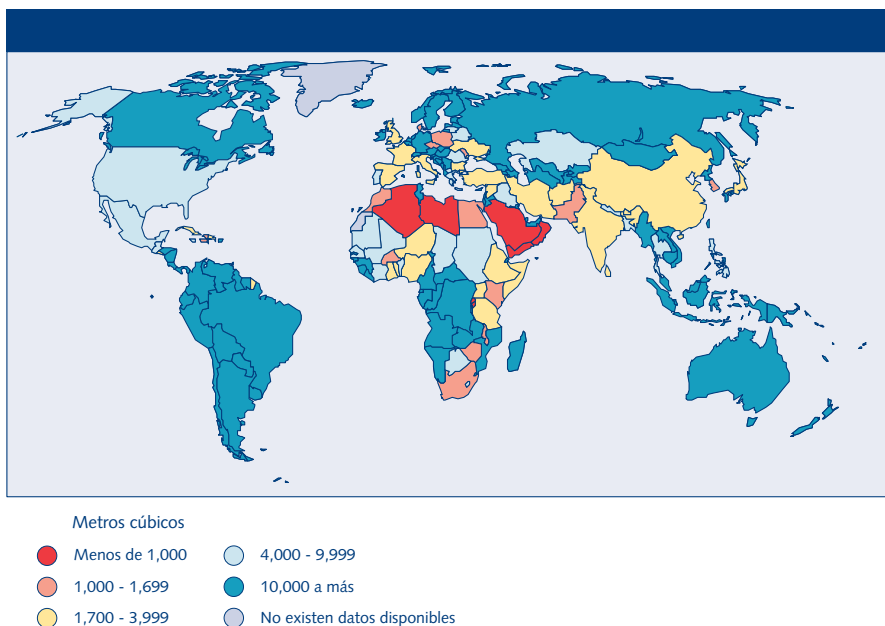 Metros cúbicos
Menos de 1,000
1,000 - 1,699
1,700 - 3,999
4,000 - 9,999
10,000 a más
No existen datos disponibles